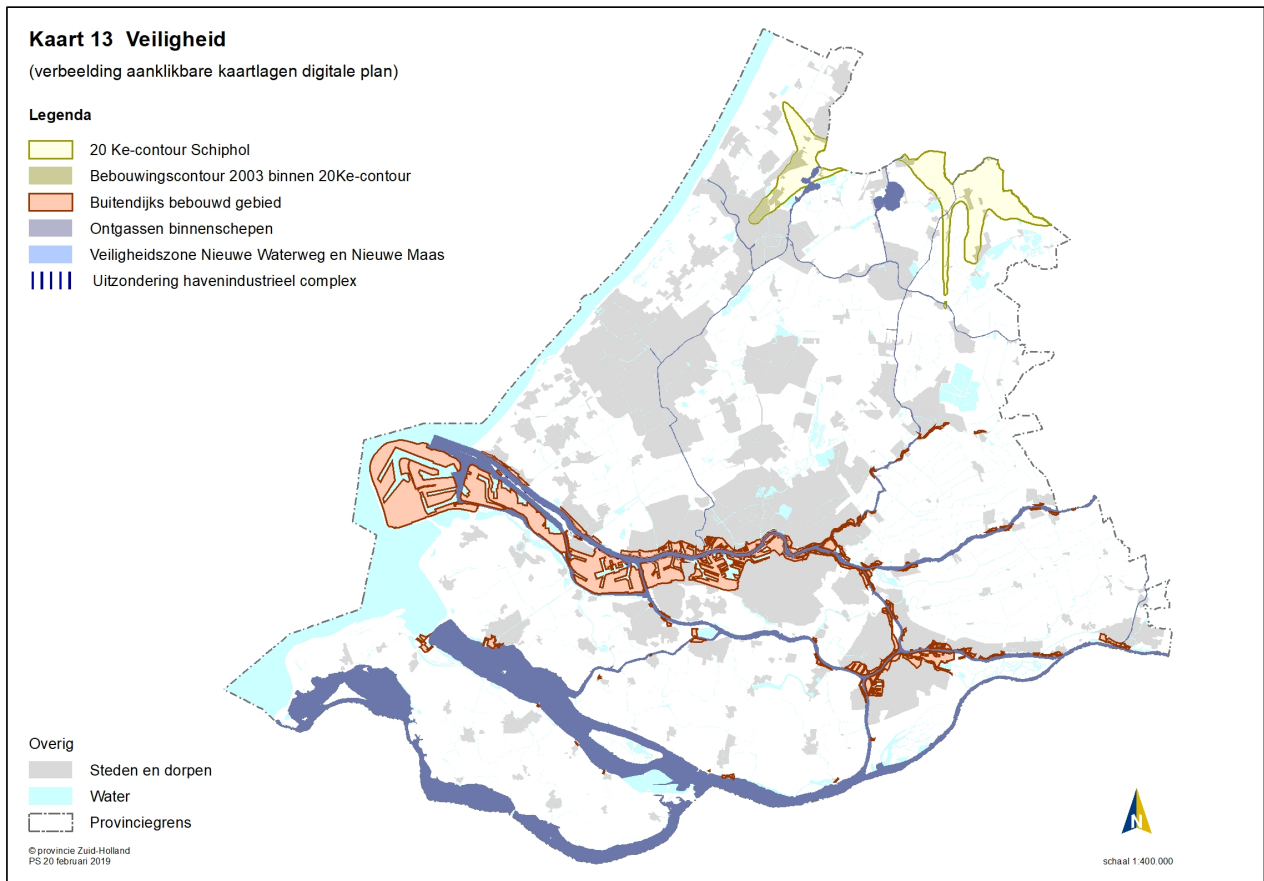 Kaart 13 Veiligheid
(verbeelding aanklikbare kaartlagen digitale plan)
Legenda
20 Ke-contour Schiphol
Bebouwingscontour 2003 binnen 20Ke-contour
Buitendijks bebouwd gebied
Ontgassen binnenschepen
Veiligheidszone Nieuwe Waterweg en Nieuwe Maas
Uitzondering havenindustrieel complex
Overig
Steden en dorpen
Water
Provinciegrens
© provincie Zuid-Holland
PS 20 februari 2019
N
schaal 1:400.000